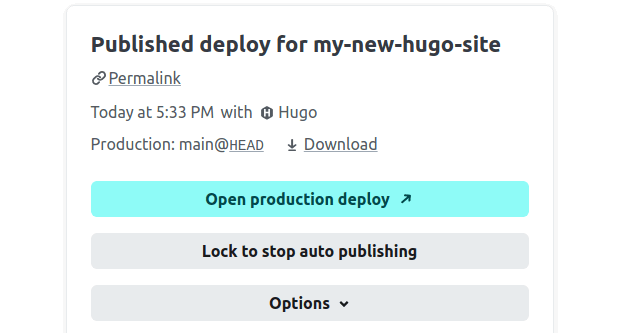 Published deploy for my-new-hugo-site
Permalink
Today at 5:33 PM with Hugo
Production: main@HEAD Download
Open production deploy
Lock to stop auto publishing
Options